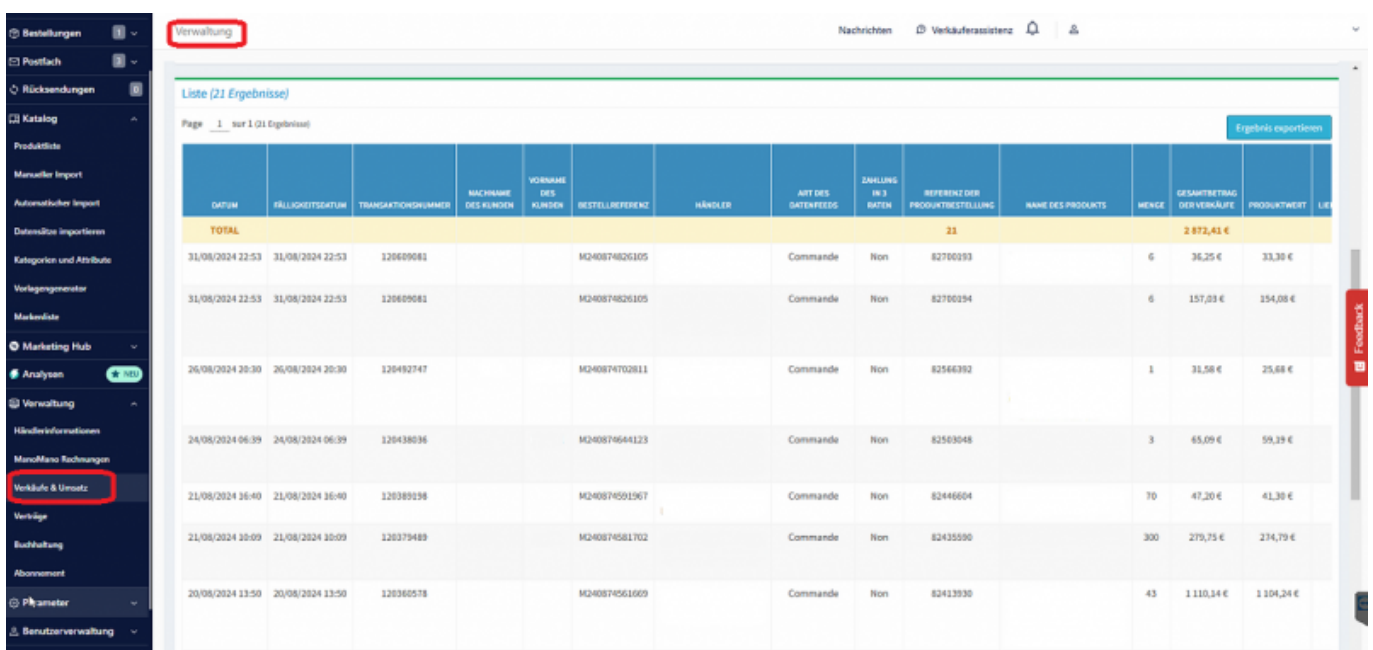 Bestellungen 1
Postfach 3
Rücksendungen 0
Katalog
Produktliste
Manueller Import
Automatischer Import
Datensätze importieren
Kategorien und Attribute
Vorlagengenerator
Markenliste
Marketing Hub
Analysen NEU
Verwaltung
Händlerinformationen
ManoMano Rechnungen
Verkäufe & Umsatz
Verträge
Buchhaltung
Abonnement
Parameter
Benutzerverwaltung
Verwaltung
Nachrichten Verkäuferassistenz
Liste (21 Ergebnisse)
Page 1 sur 1 (21 Ergebnisse)
Ergebnis exportieren
DATUM FÄLLIGKEITSDATUM TRANSAKTIONSNUMMER NACHNAME DES KUNDEN VORNAME DES KUNDEN BESTELLREFERENZ HÄNDLER ART DES DATENFEEDS ZAHLUNG IN 3 RATEN REFERENZ DER PRODUKTBESTELLUNG NAME DES PRODUKTS MENGE GESAMTBETRAG DER VERKÄUFE PRODUKTWERT LIE
TOTAL 21 2 872,41 €
31/08/2024 22:53 31/08/2024 22:53 120609081 M240874826105 Commande Non 82700193 6 36,25 € 33,30 €
31/08/2024 22:53 31/08/2024 22:53 120609081 M240874826105 Commande Non 82700194 6 157,03 € 154,08 €
26/08/2024 20:30 26/08/2024 20:30 120492747 M240874702811 Commande Non 82566392 1 31,58 € 25,68 €
24/08/2024 06:39 24/08/2024 06:39 120438036 M240874644123 Commande Non 82503048 3 65,09 € 59,19 €
21/08/2024 16:40 21/08/2024 16:40 120389198 M240874591967 Commande Non 82446604 70 47,20 € 41,30 €
21/08/2024 10:09 21/08/2024 10:09 120379489 M240874581702 Commande Non 82435590 300 279,75 € 274,79 €
20/08/2024 13:50 20/08/2024 13:50 120360578 M240874561669 Commande Non 82413930 43 1 110,14 € 1 104,24 €
Feedback